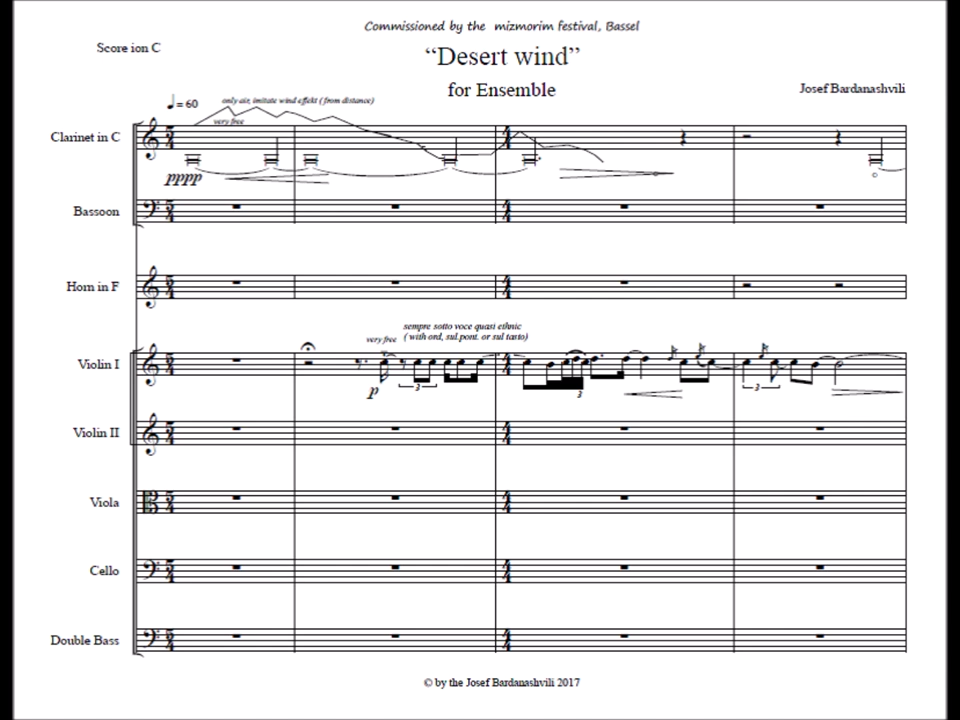 Commissioned by the mizmorim festival, Bassel
Score ion C
“Desert wind”
for Ensemble
Josef Bardanashvili
♩ = 60
only air, imitate wind effekt ( from distance)
very free
Clarinet in C
pppp
Bassoon
Horn in F
sempre sotto voce quasi ethnic
very free
( with ord, sul.pont. or sul tasto)
Violin I
p
3
3
3
Violin II
Viola
Cello
Double Bass
© by the Josef Bardanashvili 2017